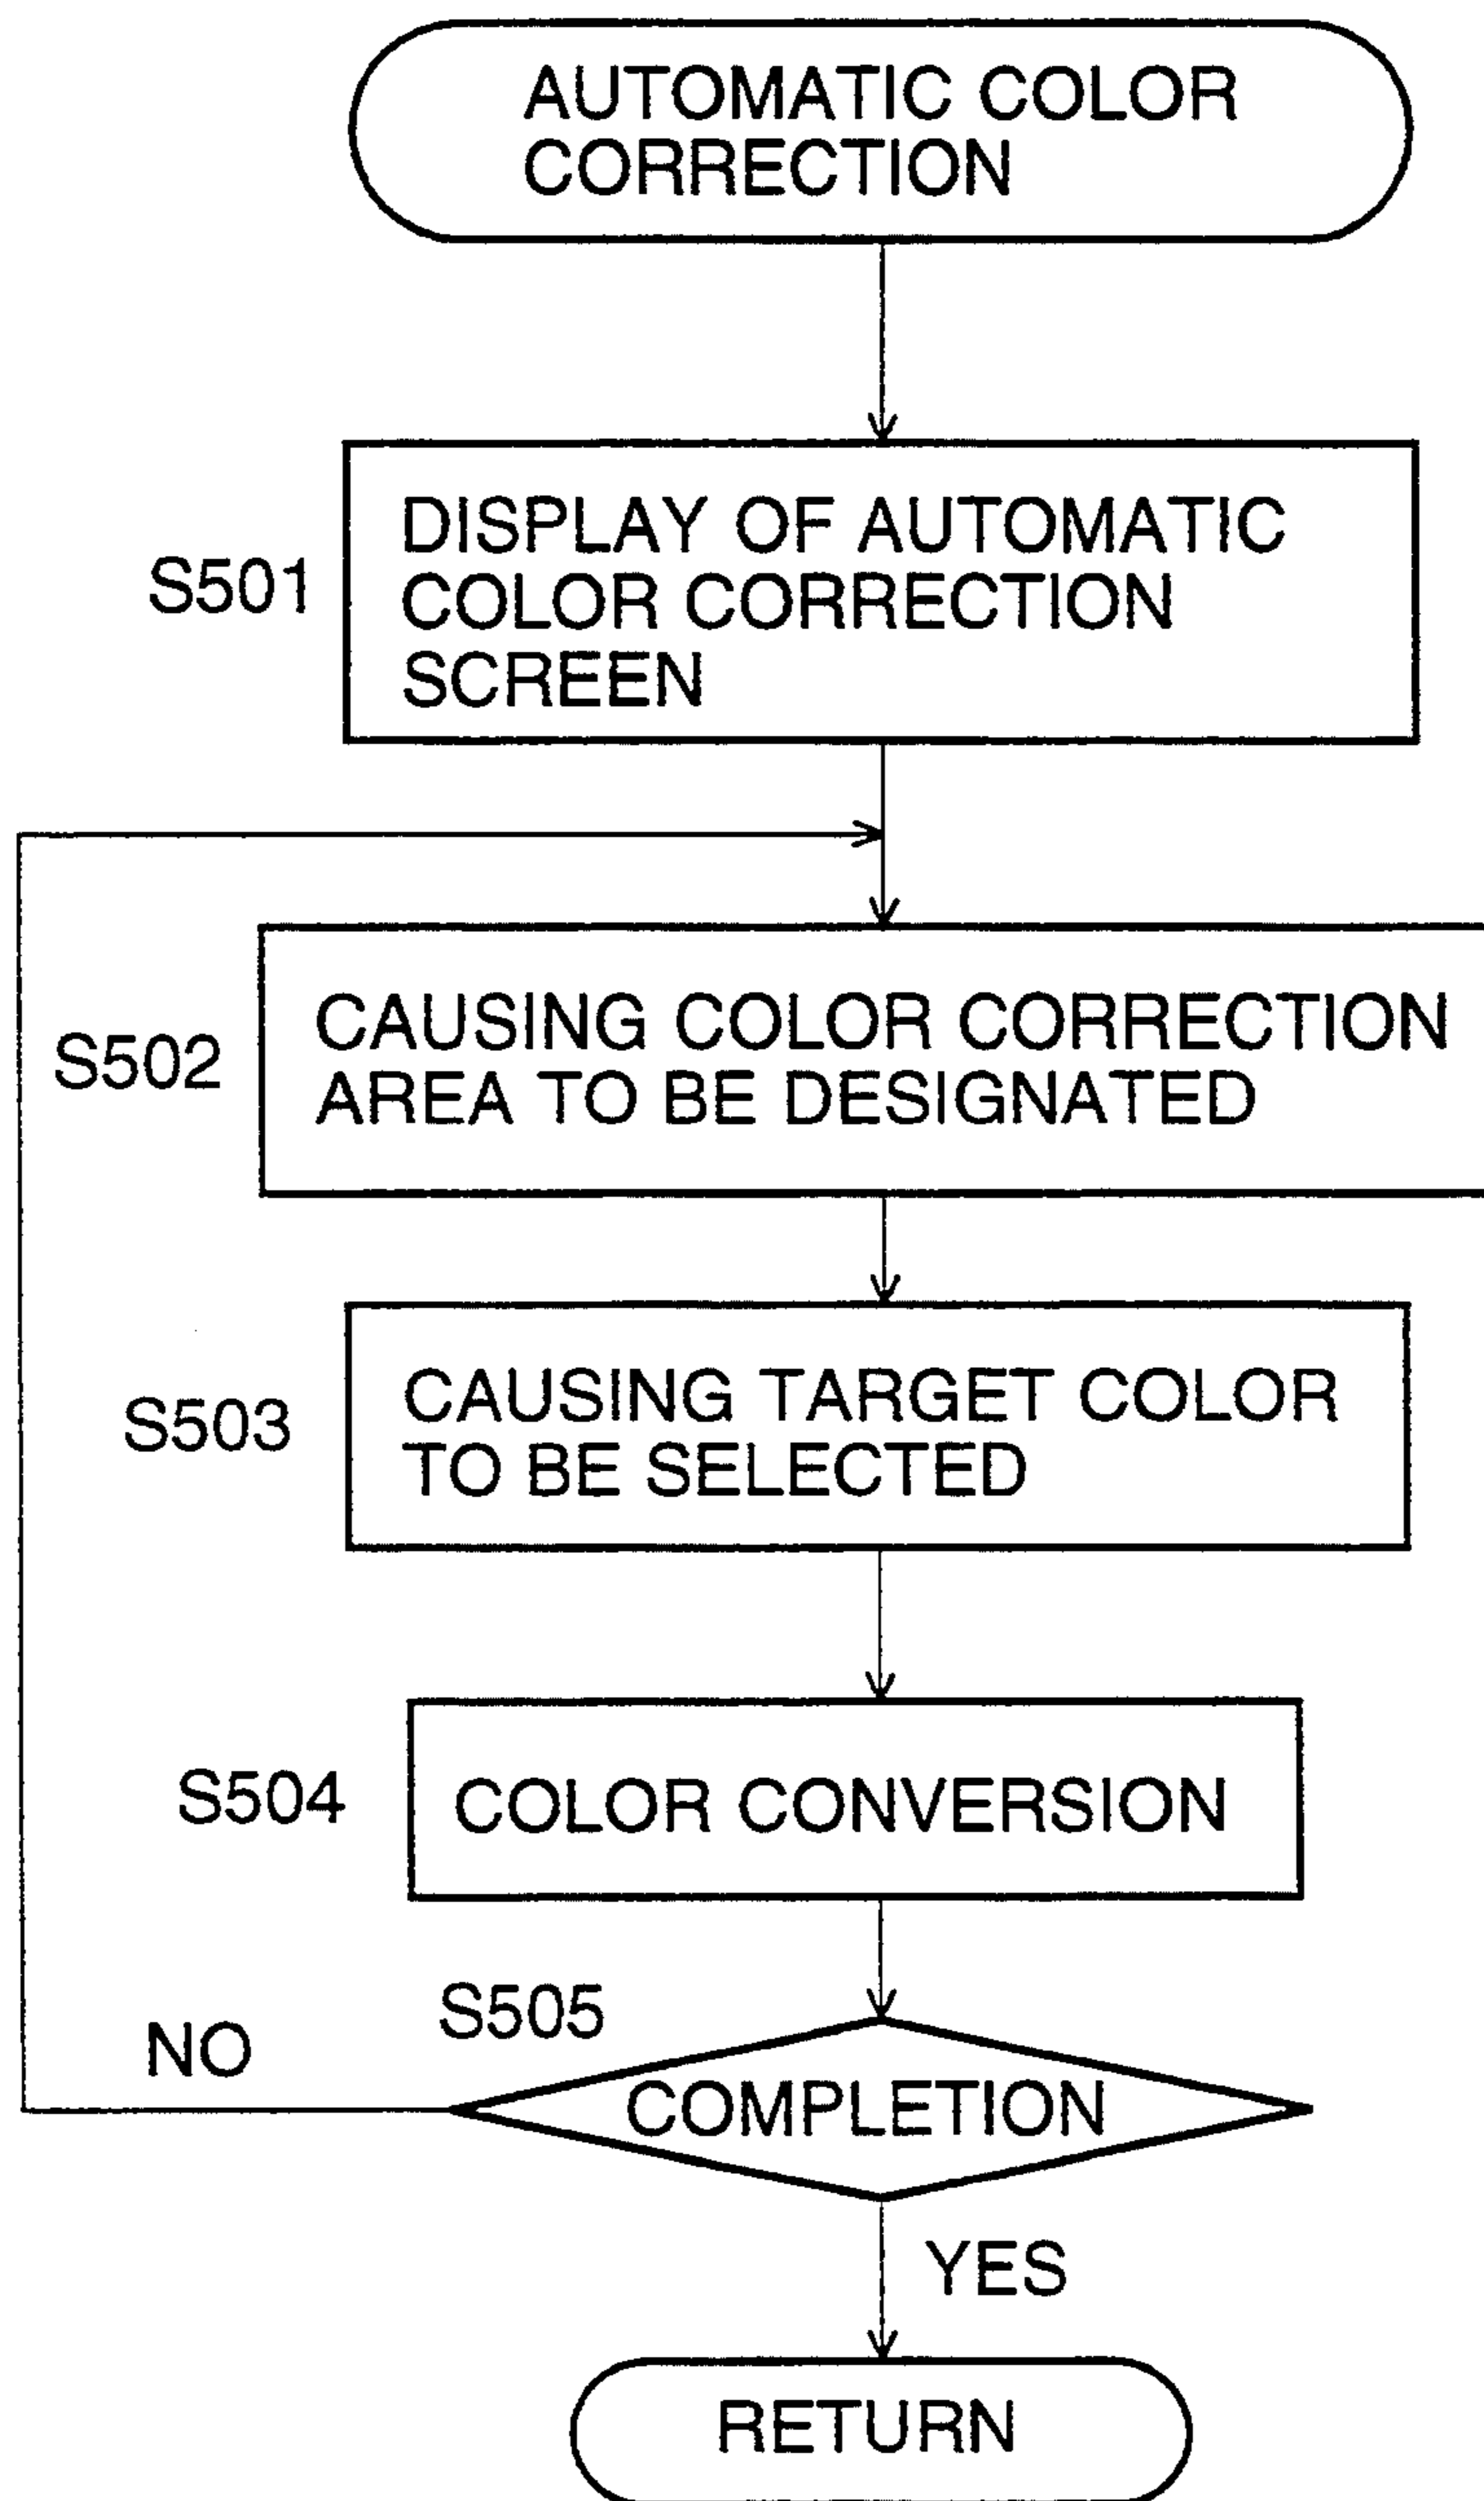 AUTOMATIC COLOR
CORRECTION
S501
DISPLAY OF AUTOMATIC
COLOR CORRECTION
SCREEN
S502
CAUSING COLOR CORRECTION
AREA TO BE DESIGNATED
S503
CAUSING TARGET COLOR
TO BE SELECTED
S504
COLOR CONVERSION
S505
NO
COMPLETION
YES
RETURN